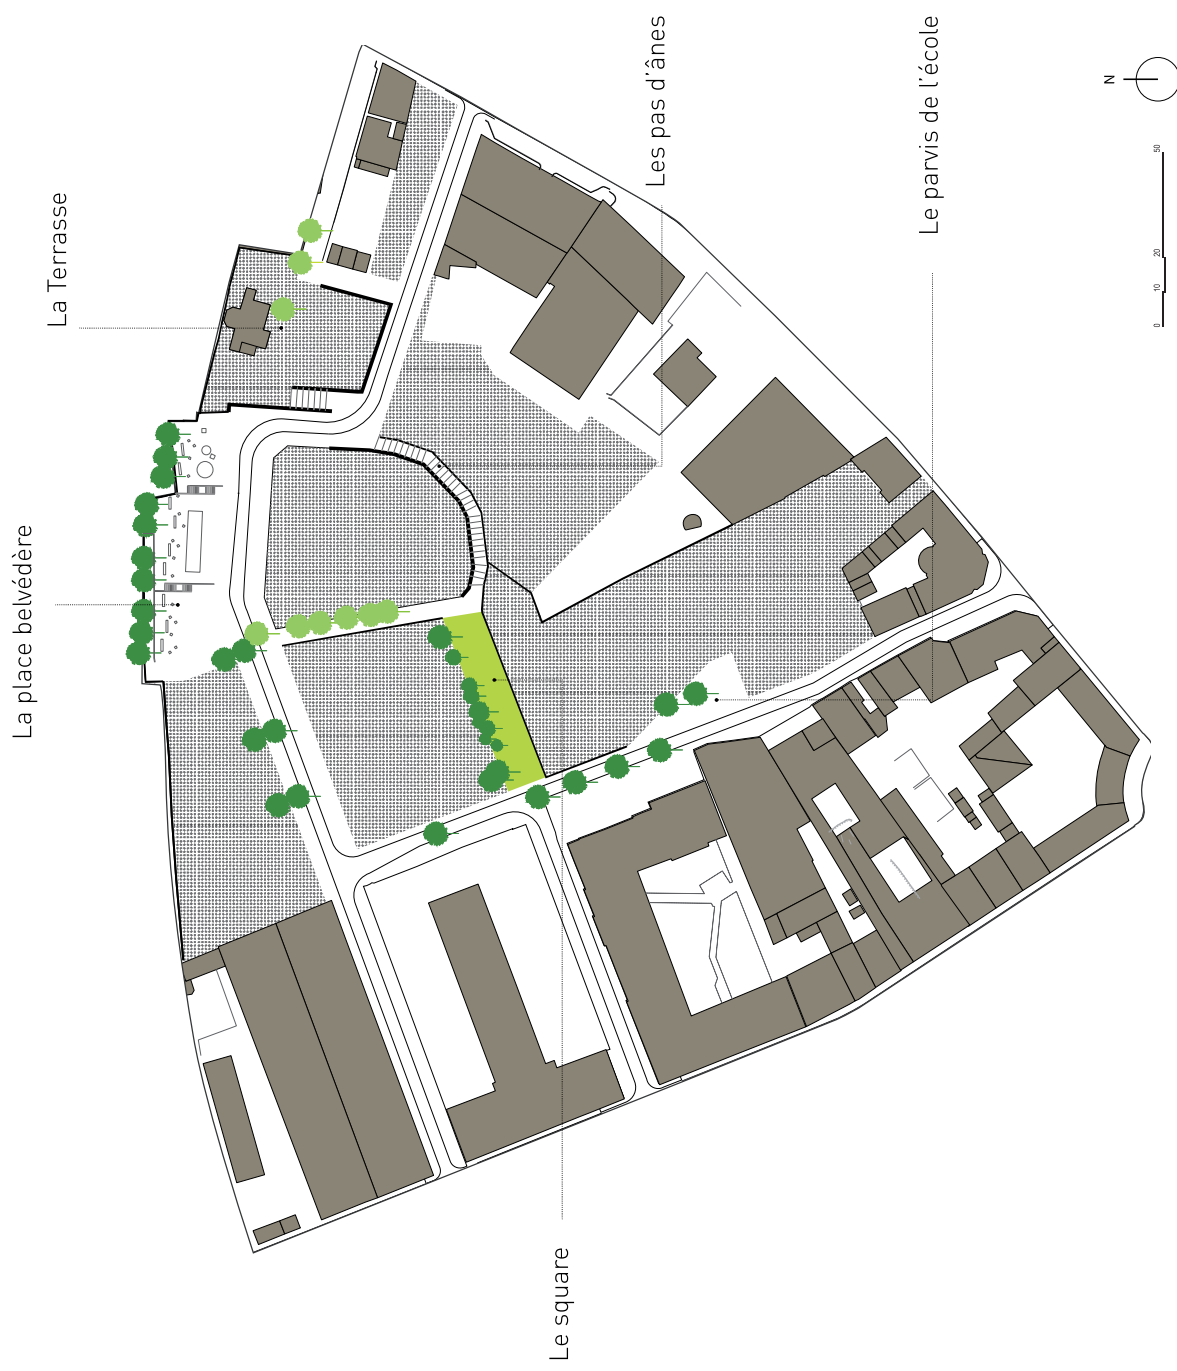 La place belvédère
La Terrasse
Les pas d'ânes
Le parvis de l'école
Le square
N
0 10 20 50